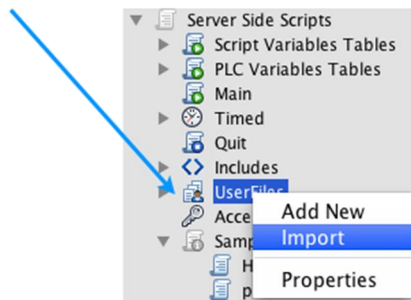 Server Side Scripts
Script Variables Tables
PLC Variables Tables
Main
Timed
Quit
Includes
UserFiles
Add New
Import
Properties